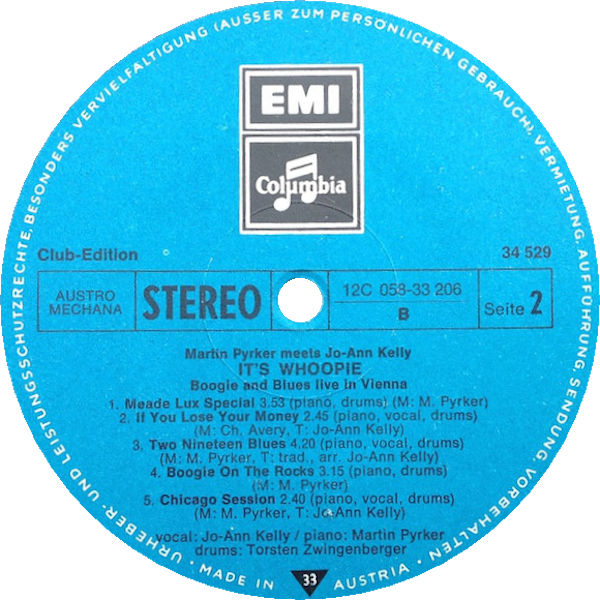 URHEBER- UND LEISTUNGSSCHUTZRECHTE, BESONDERS VERVIELFÄLTIGUNG (AUSSER ZUM PERSÖNLICHEN GEBRAUCH), VERMIETUNG, AUFFÜHRUNG, SENDUNG, VORBEHALTEN • MADE IN 33 AUSTRIA •
EMI
Columbia
Club-Edition
34 529
AUSTRO
MECHANA
STEREO
12C 053-33 206
B
Seite 2
Martin Pyrker meets Jo-Ann Kelly
IT'S WHOOPIE
Boogie and Blues live in Vienna
1. Meade Lux Special 3.53 (piano, drums) (M: M. Pyrker)
2. If You Lose Your Money 2.45 (piano, vocal, drums)
(M: Ch. Avery, T: Jo-Ann Kelly)
3. Two Nineteen Blues 4.20 (piano, vocal, drums)
(M: M. Pyrker, T: trad., arr. Jo-Ann Kelly)
4. Boogie On The Rocks 3.15 (piano, drums)
(M: M. Pyrker)
5. Chicago Session 2.40 (piano, vocal, drums)
(M: M. Pyrker, T: Jo-Ann Kelly)
vocal: Jo-Ann Kelly / piano: Martin Pyrker
drums: Torsten Zwingenberger